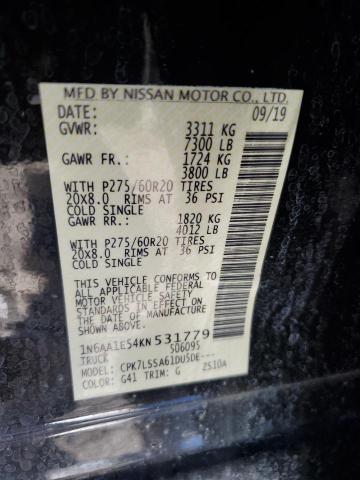 MFD BY NISSAN MOTOR CO., LTD.
DATE: 09/19
GVWR: 3311 KG
7300 LB
GAWR FR.: 1724 KG
3800 LB
WITH P275/60R20 TIRES
20X8.0 RIMS AT 36 PSI
COLD SINGLE
GAWR RR.: 1820 KG
4012 LB
WITH P275/60R20 TIRES
20X8.0 RIMS AT 36 PSI
COLD SINGLE
THIS VEHICLE CONFORMS TO
ALL APPLICABLE FEDERAL
MOTOR VEHICLE SAFETY
STANDARDS IN EFFECT ON
THE DATE OF MANUFACTURE
SHOWN ABOVE.
1N6AA1E54KN531779
TRUCK 506095
MODEL: CPK7LSSA61DU5DE---
COLOR: G41 TRIM: G 2S10A